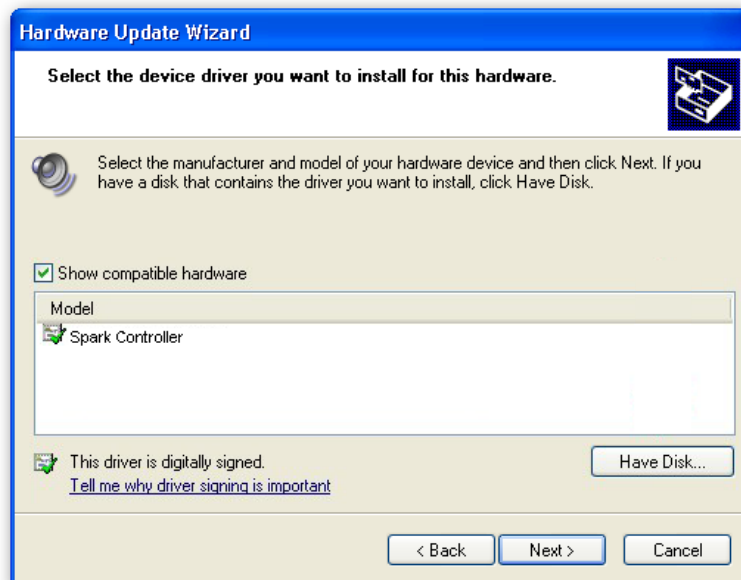 Hardware Update Wizard
Select the device driver you want to install for this hardware.
Select the manufacturer and model of your hardware device and then click Next. If you
have a disk that contains the driver you want to install, click Have Disk.
Show compatible hardware
Model
Spark Controller
This driver is digitally signed.
Have Disk...
Tell me why driver signing is important
< Back
Next >
Cancel